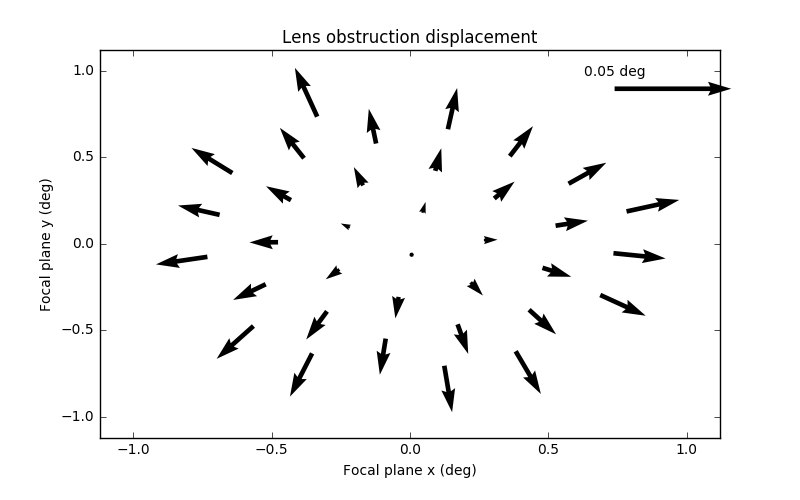 Lens obstruction displacement
0.05 deg
1.0
0.5
0.0
−0.5
−1.0
Focal plane y (deg)
−1.0 −0.5 0.0 0.5 1.0
Focal plane x (deg)